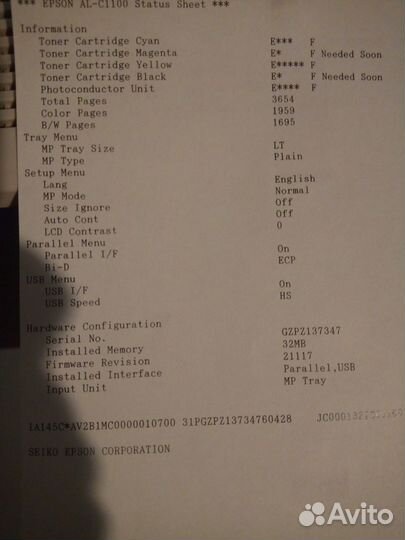 *** EPSON AL-C1100 Status Sheet ***
Information
Toner Cartridge Cyan E*** F
Toner Cartridge Magenta E* F Needed Soon
Toner Cartridge Yellow E***** F
Toner Cartridge Black E* F Needed Soon
Photoconductor Unit E**** F
Total Pages 3654
Color Pages 1959
B/W Pages 1695
Tray Menu
MP Tray Size LT
MP Type Plain
Setup Menu
Lang English
MP Mode Normal
Size Ignore Off
Auto Cont Off
LCD Contrast 0
Parallel Menu
Parallel I/F On
Bi-D ECP
USB Menu
USB I/F On
USB Speed HS
Hardware Configuration
Serial No. GZPZ137347
Installed Memory 32MB
Firmware Revision 21117
Installed Interface Parallel,USB
Input Unit MP Tray
1A145C*AV2B1MC0000010700 31PGZPZ13734760428
SEIKO EPSON CORPORATION
Avito